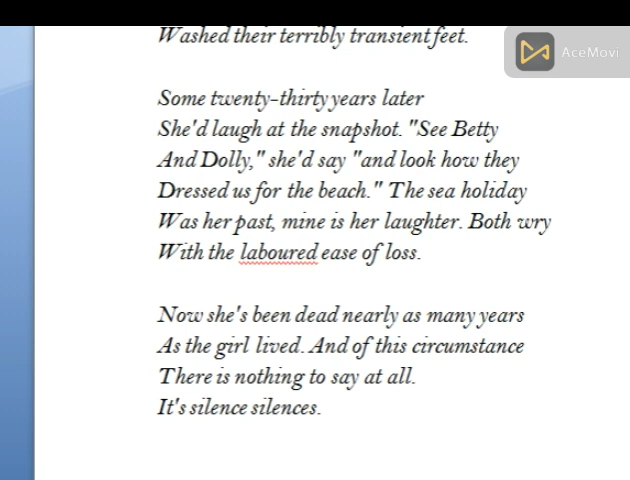 Washed their terribly transient feet.
AceMovi
Some twenty-thirty years later
She'd laugh at the snapshot. "See Betty
And Dolly," she'd say "and look how they
Dressed us for the beach." The sea holiday
Was her past, mine is her laughter. Both wry
With the laboured ease of loss.
Now she's been dead nearly as many years
As the girl lived. And of this circumstance
There is nothing to say at all.
It's silence silences.